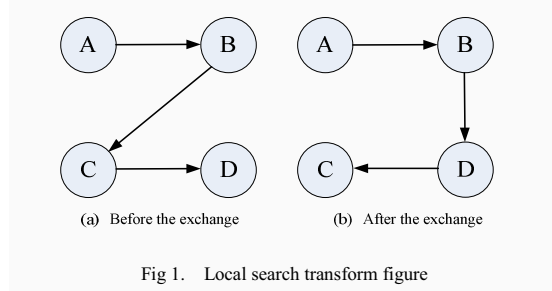 A B A B
C D C D
(a) Before the exchange (b) After the exchange
Fig 1. Local search transform figure